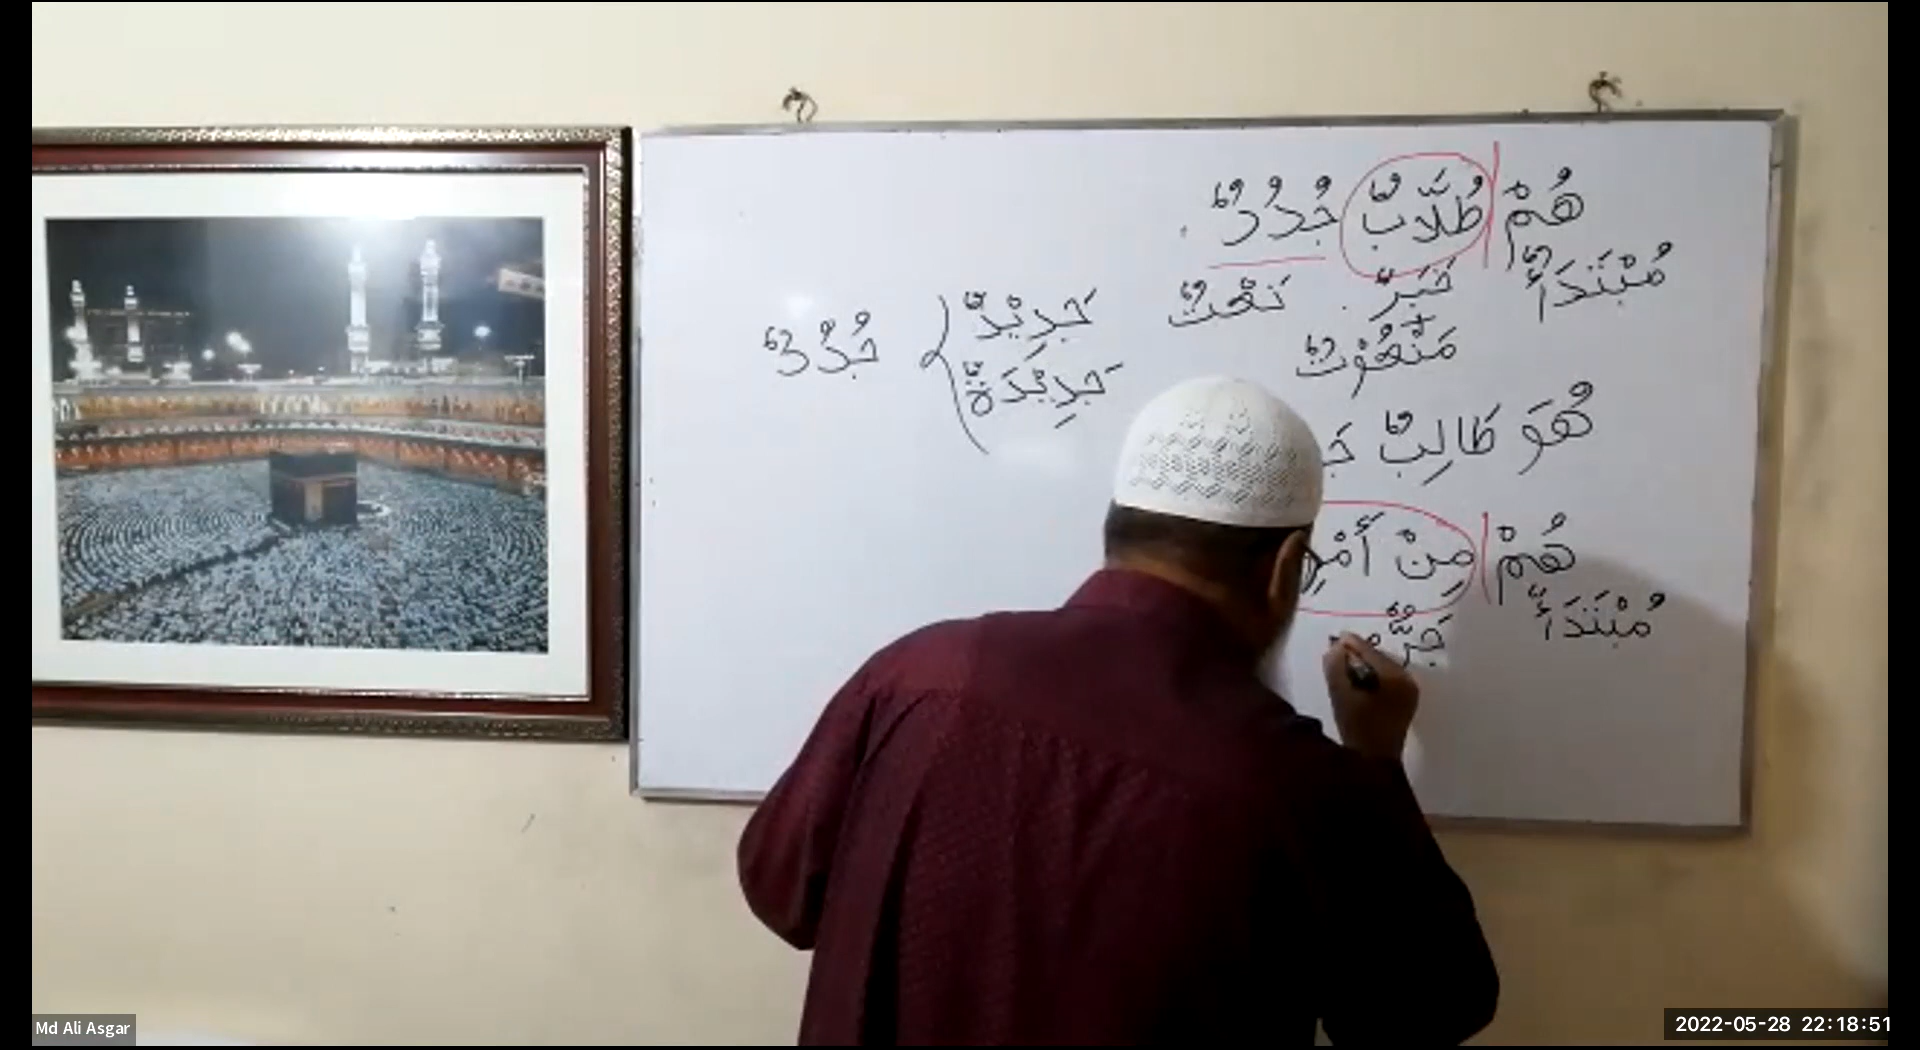 هُمْ طُلَّابٌ جُدُدٌ .
مُبْتَدَأٌ خَبَرٌ . نَعْتٌ
+
مَنْعُوْتٌ
جَدِيْدٌ
جَدِيْدَةٌ
جُدُدٌ
هُوَ طَالِبٌ
هُمْ مِنْ
مُبْتَدَأٌ جَرٌّ
Md Ali Asgar
2022-05-28 22:18:51